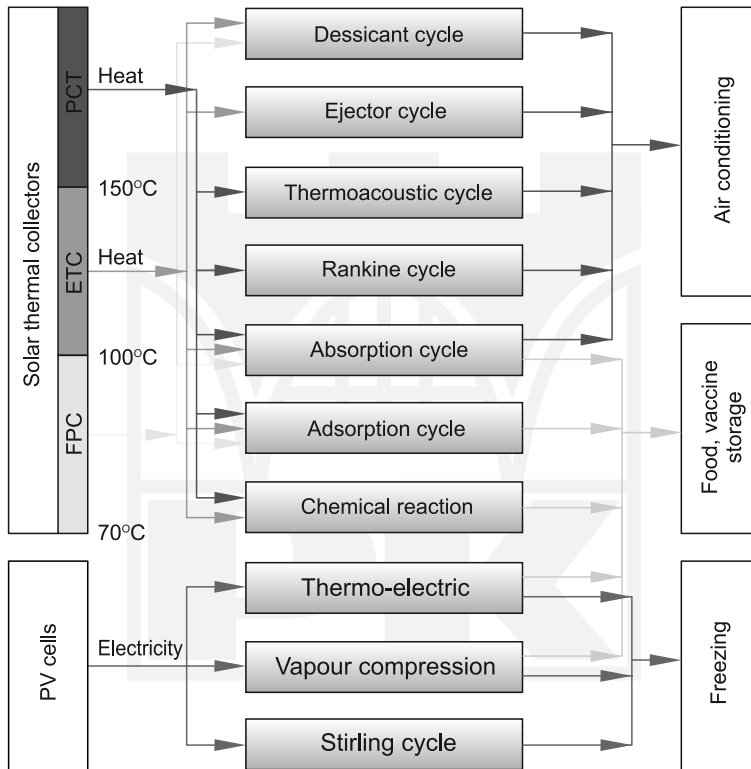 Solar thermal collectors
PCT
ETC
FPC
Heat
150°C
Heat
100°C
70°C
PV cells
Electricity
Dessicant cycle
Ejector cycle
Thermoacoustic cycle
Rankine cycle
Absorption cycle
Adsorption cycle
Chemical reaction
Thermo-electric
Vapour compression
Stirling cycle
Air conditioning
Food, vaccine
storage
Freezing
PK